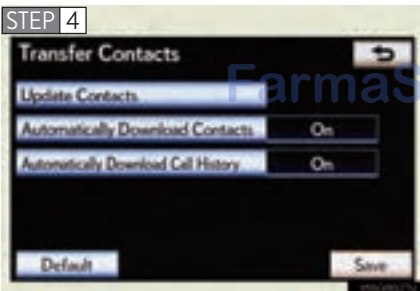 STEP 4
Transfer Contacts
FarmaS
Update Contacts
Automatically Download Contacts On
Automatically Download Call History On
Default Save